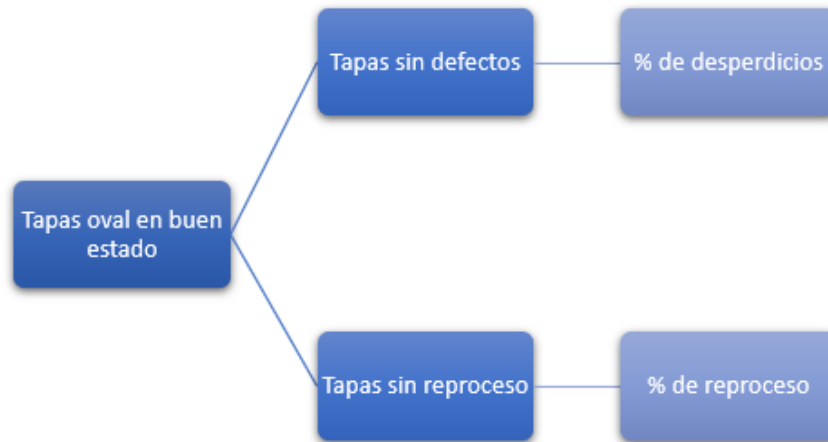 Tapas sin defectos
% de desperdicios
Tapas oval en buen
estado
Tapas sin reproceso
% de reproceso